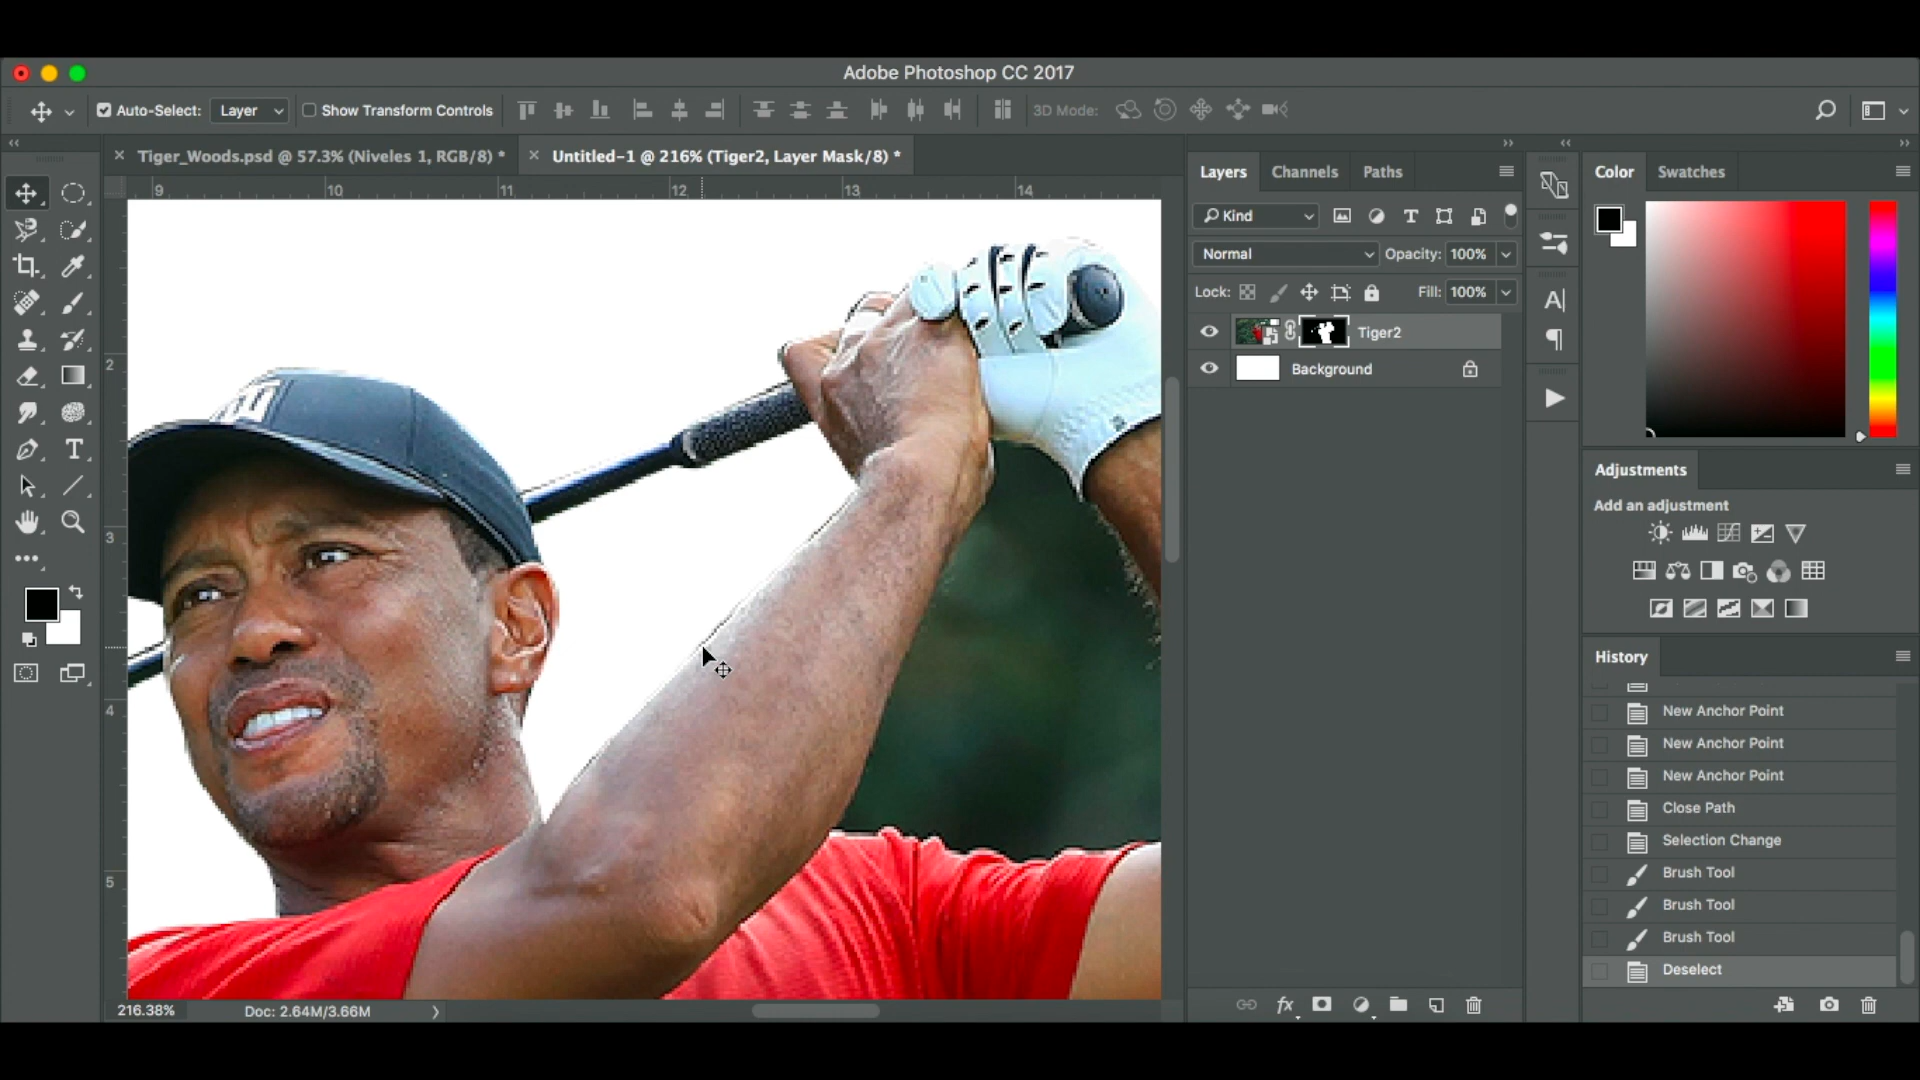 Adobe Photoshop CC 2017
Auto-Select: Layer Show Transform Controls 3D Mode:
Tiger_Woods.psd @ 57.3% (Niveles 1, RGB/8) *
Untitled-1 @ 216% (Tiger2, Layer Mask/8) *
9 10 11 12 13 14
2
3
4
5
216.38% Doc: 2.64M/3.66M
Layers Channels Paths
Kind
Normal Opacity: 100%
Lock: Fill: 100%
Tiger2
Background
Color Swatches
Adjustments
Add an adjustment
History
New Anchor Point
New Anchor Point
New Anchor Point
Close Path
Selection Change
Brush Tool
Brush Tool
Brush Tool
Deselect